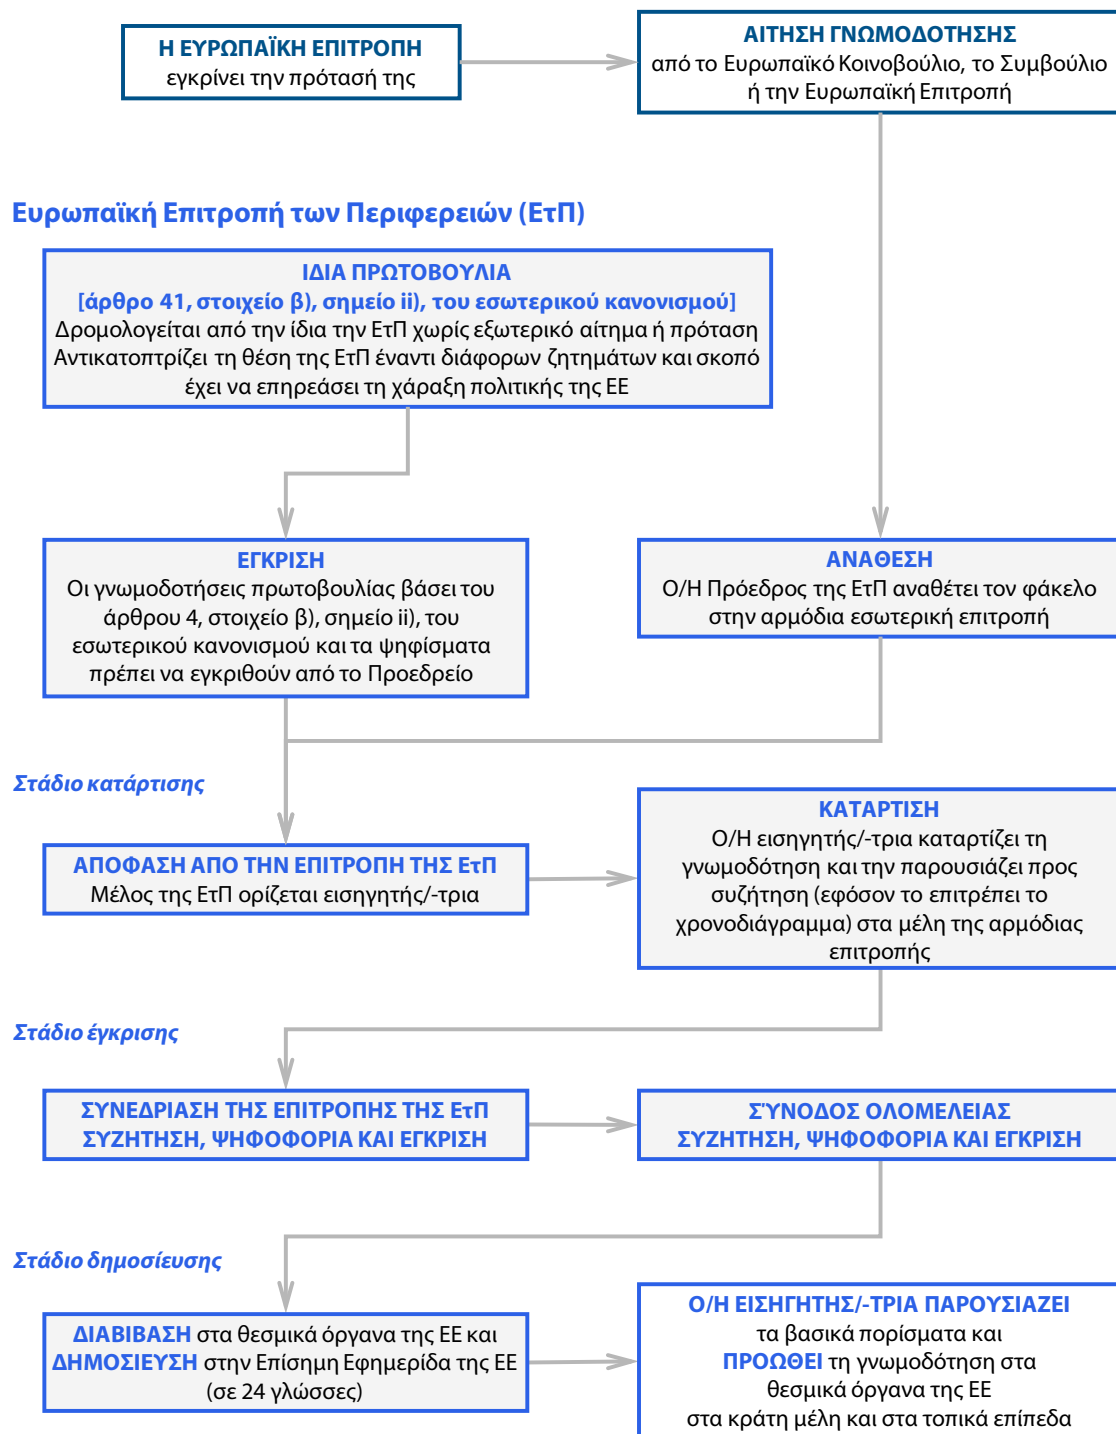 Η ΕΥΡΩΠΑΪΚΗ ΕΠΙΤΡΟΠΗ
εγκρίνει την πρότασή της
ΑΙΤΗΣΗ ΓΝΩΜΟΔΟΤΗΣΗΣ
από το Ευρωπαϊκό Κοινοβούλιο, το Συμβούλιο
ή την Ευρωπαϊκή Επιτροπή
Ευρωπαϊκή Επιτροπή των Περιφερειών (ΕτΠ)
ΙΔΙΑ ΠΡΩΤΟΒΟΥΛΙΑ
[άρθρο 41, στοιχείο β), σημείο ii), του εσωτερικού κανονισμού]
Δρομολογείται από την ίδια την ΕτΠ χωρίς εξωτερικό αίτημα ή πρόταση
Αντικατοπτρίζει τη θέση της ΕτΠ έναντι διάφορων ζητημάτων και σκοπό
έχει να επηρεάσει τη χάραξη πολιτικής της ΕΕ
ΕΓΚΡΙΣΗ
Οι γνωμοδοτήσεις πρωτοβουλίας βάσει του
άρθρου 4, στοιχείο β), σημείο ii), του
εσωτερικού κανονισμού και τα ψηφίσματα
πρέπει να εγκριθούν από το Προεδρείο
ΑΝΑΘΕΣΗ
Ο/Η Πρόεδρος της ΕτΠ αναθέτει τον φάκελο
στην αρμόδια εσωτερική επιτροπή
Στάδιο κατάρτισης
ΑΠΟΦΑΣΗ ΑΠΟ ΤΗΝ ΕΠΙΤΡΟΠΗ ΤΗΣ ΕτΠ
Μέλος της ΕτΠ ορίζεται εισηγητής/-τρια
ΚΑΤΑΡΤΙΣΗ
Ο/Η εισηγητής/-τρια καταρτίζει τη
γνωμοδότηση και την παρουσιάζει προς
συζήτηση (εφόσον το επιτρέπει το
χρονοδιάγραμμα) στα μέλη της αρμόδιας
επιτροπής
Στάδιο έγκρισης
ΣΥΝΕΔΡΙΑΣΗ ΤΗΣ ΕΠΙΤΡΟΠΗΣ ΤΗΣ ΕτΠ
ΣΥΖΗΤΗΣΗ, ΨΗΦΟΦΟΡΙΑ ΚΑΙ ΕΓΚΡΙΣΗ
ΣΎΝΟΔΟΣ ΟΛΟΜΕΛΕΙΑΣ
ΣΥΖΗΤΗΣΗ, ΨΗΦΟΦΟΡΙΑ ΚΑΙ ΕΓΚΡΙΣΗ
Στάδιο δημοσίευσης
ΔΙΑΒΙΒΑΣΗ στα θεσμικά όργανα της ΕΕ και
ΔΗΜΟΣΙΕΥΣΗ στην Επίσημη Εφημερίδα της ΕΕ
(σε 24 γλώσσες)
Ο/Η ΕΙΣΗΓΗΤΗΣ/-ΤΡΙΑ ΠΑΡΟΥΣΙΑΖΕΙ
τα βασικά πορίσματα και
ΠΡΟΩΘΕΙ τη γνωμοδότηση στα
θεσμικά όργανα της ΕΕ
στα κράτη μέλη και στα τοπικά επίπεδα